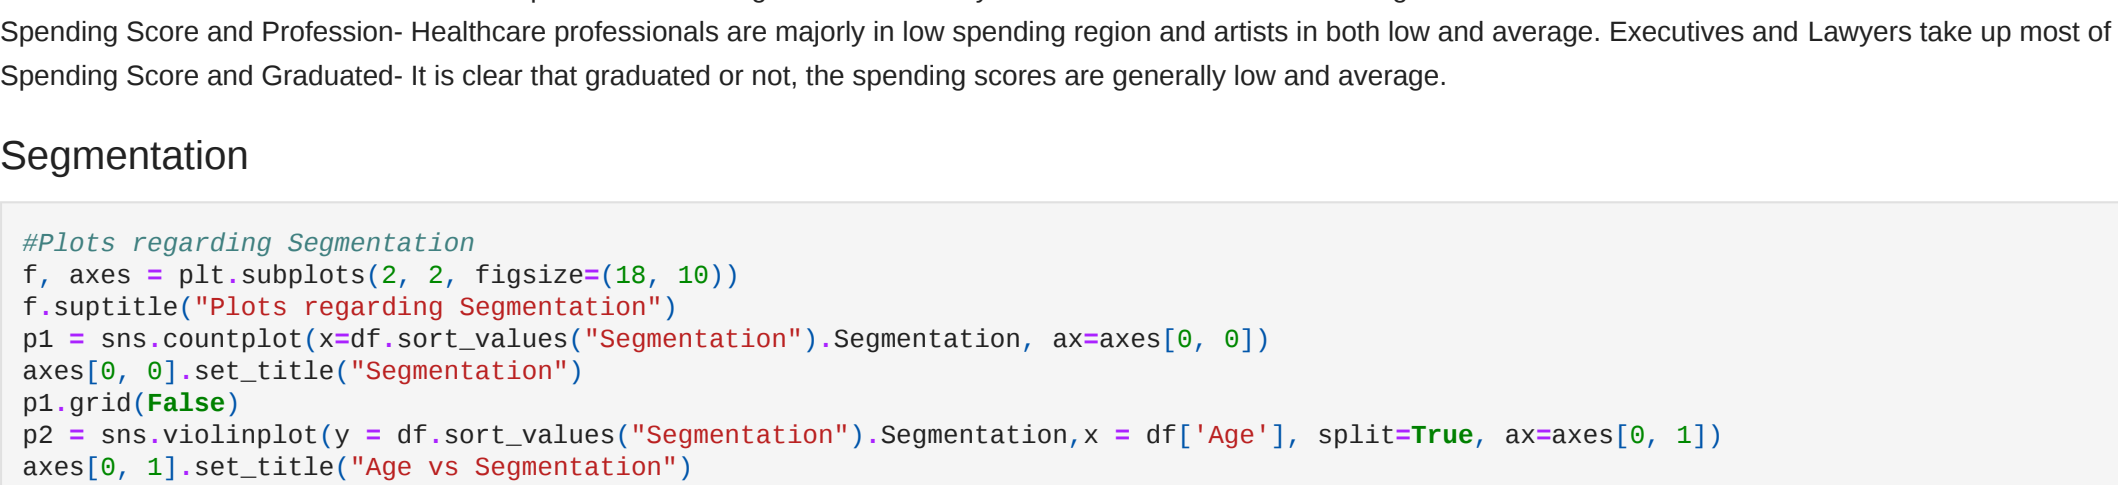 Spending Score and Profession- Healthcare professionals are majorly in low spending region and artists in both low and average. Executives and Lawyers take up most of
Spending Score and Graduated- It is clear that graduated or not, the spending scores are generally low and average.
Segmentation
#Plots regarding Segmentation
f, axes = plt.subplots(2, 2, figsize=(18, 10))
f.suptitle("Plots regarding Segmentation")
p1 = sns.countplot(x=df.sort_values("Segmentation").Segmentation, ax=axes[0, 0])
axes[0, 0].set_title("Segmentation")
p1.grid(False)
p2 = sns.violinplot(y = df.sort_values("Segmentation").Segmentation,x = df['Age'], split=True, ax=axes[0, 1])
axes[0, 1].set_title("Age vs Segmentation")